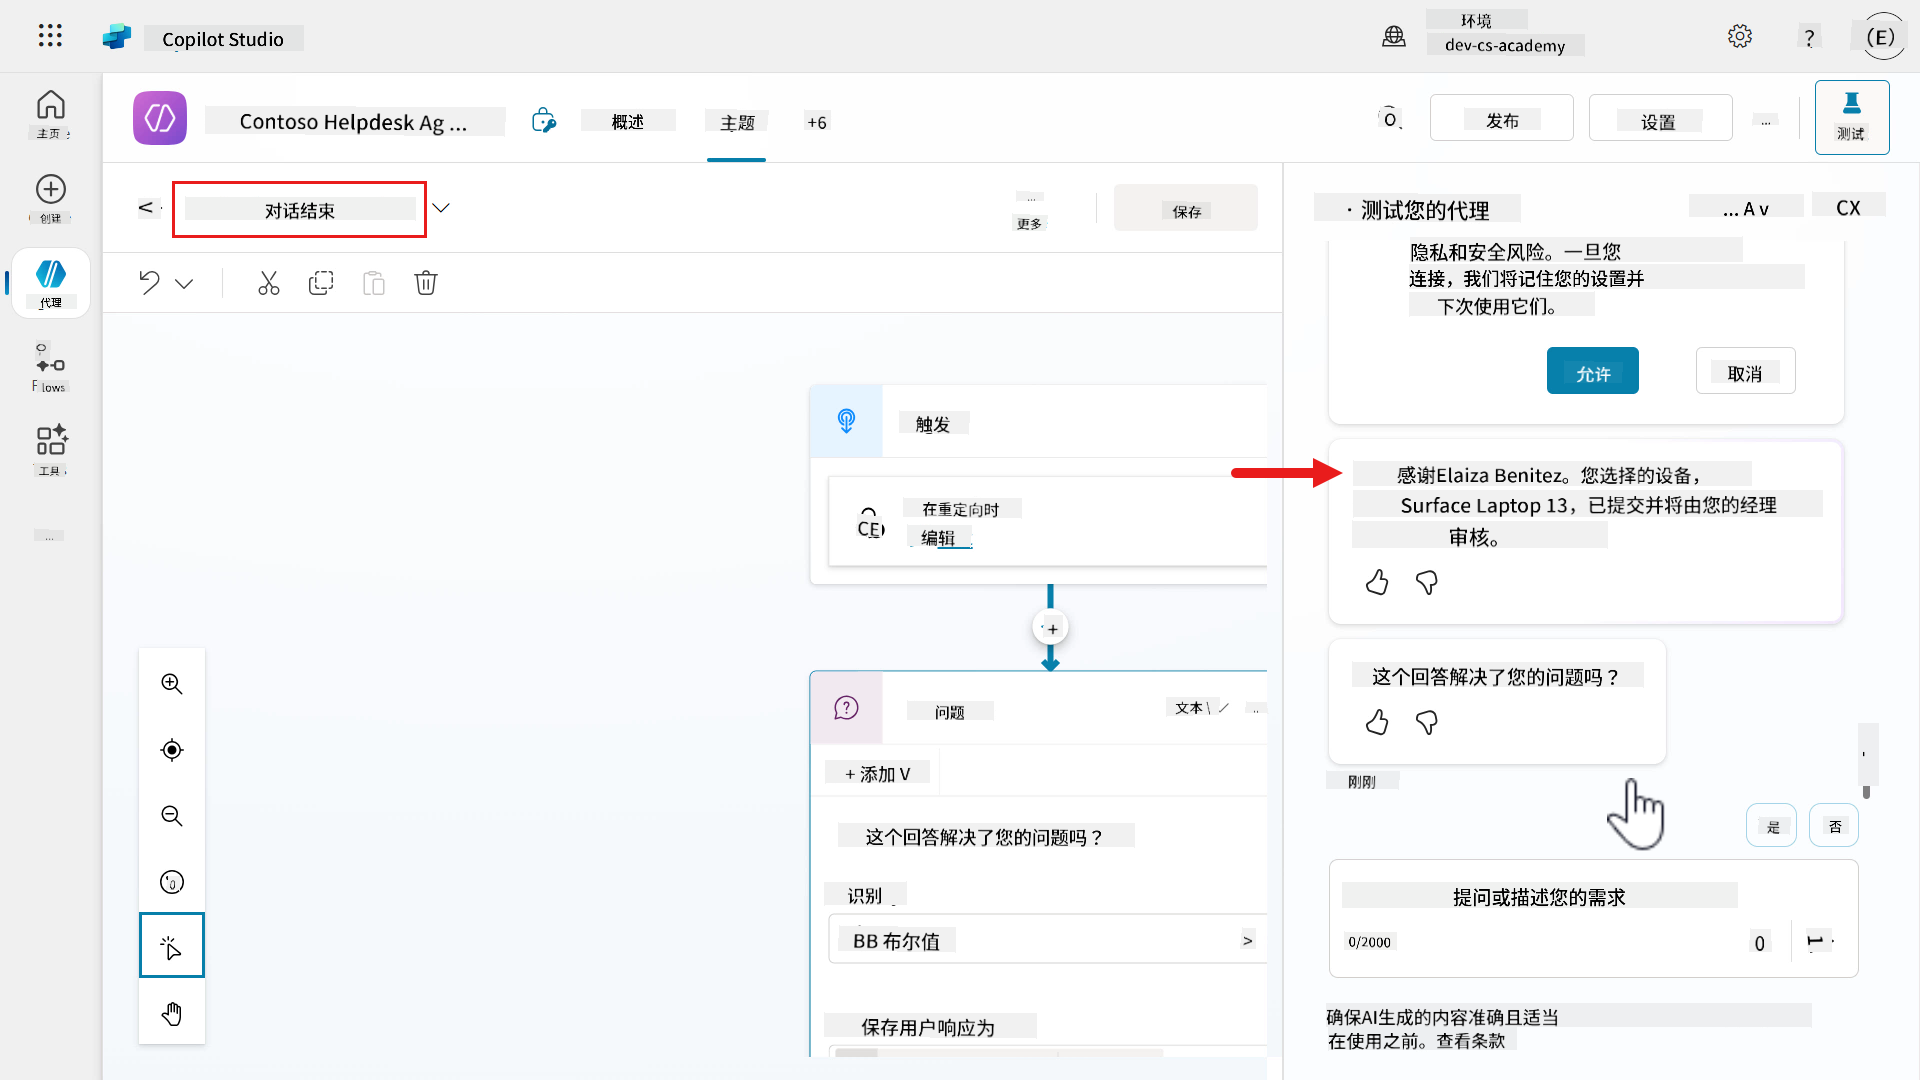 Copilot Studio
环境
dev-cs-academy
?
(E)
主页
创建
代理
Flows
工具
...
Contoso Helpdesk Ag ...
概述
主题
+6
发布
设置
...
测试
<
对话结束
...
更多
保存
触发
在重定向时
编辑
+
问题
文本
+ 添加 V
这个回答解决了您的问题吗？
识别
BB 布尔值
>
保存用户响应为
· 测试您的代理
... A v
CX
隐私和安全风险。一旦您
连接，我们将记住您的设置并
下次使用它们。
允许
取消
感谢Elaiza Benitez。您选择的设备，
Surface Laptop 13，已提交并将由您的经理
审核。
这个回答解决了您的问题吗？
刚刚
是
否
提问或描述您的需求
0/2000
确保AI生成的内容准确且适当
在使用之前。查看条款